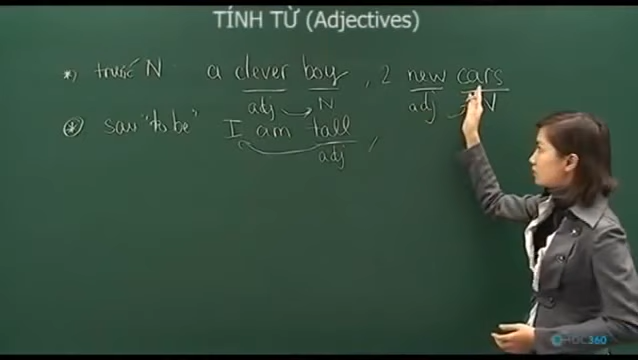 TÍNH TỪ (Adjectives)
*) trước N a clever boy, 2 new cars
adj N adj N
* sau "to be" I am tall,
adj
HOC360